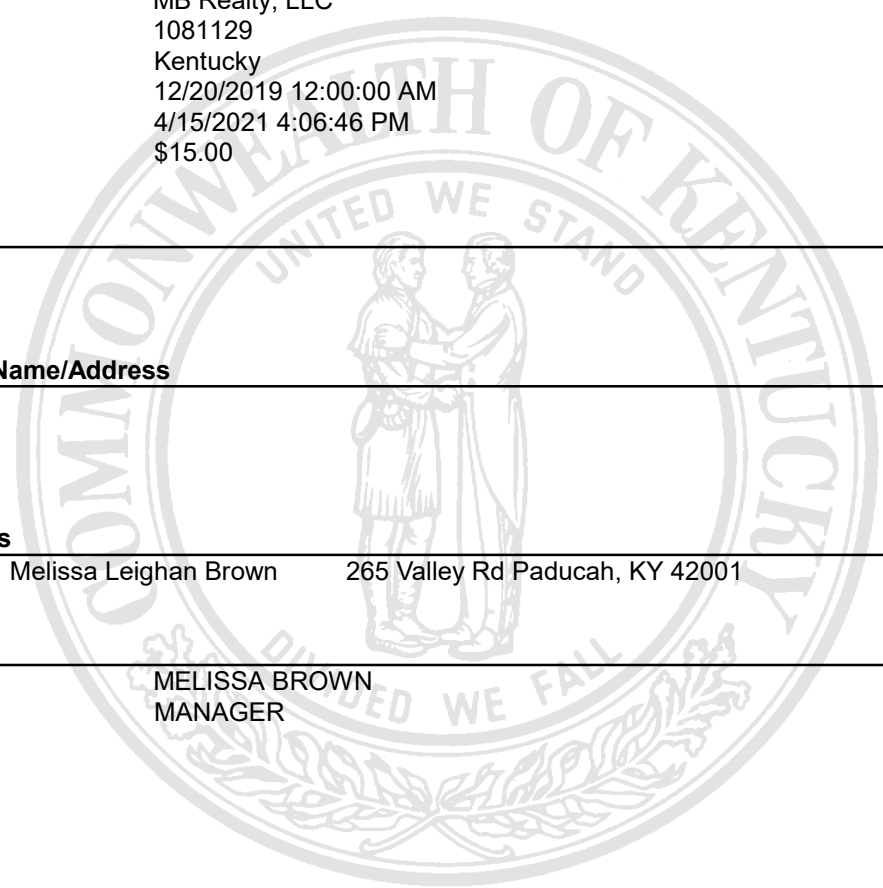 MB Realty, LLC
1081129
Kentucky
12/20/2019 12:00:00 AM
4/15/2021 4:06:46 PM
$15.00
COMMONWEALTH OF KENTUCKY
UNITED WE STAND
Name/Address
s
Melissa Leighan Brown 265 Valley Rd Paducah, KY 42001
DIVIDED WE FALL
MELISSA BROWN
MANAGER